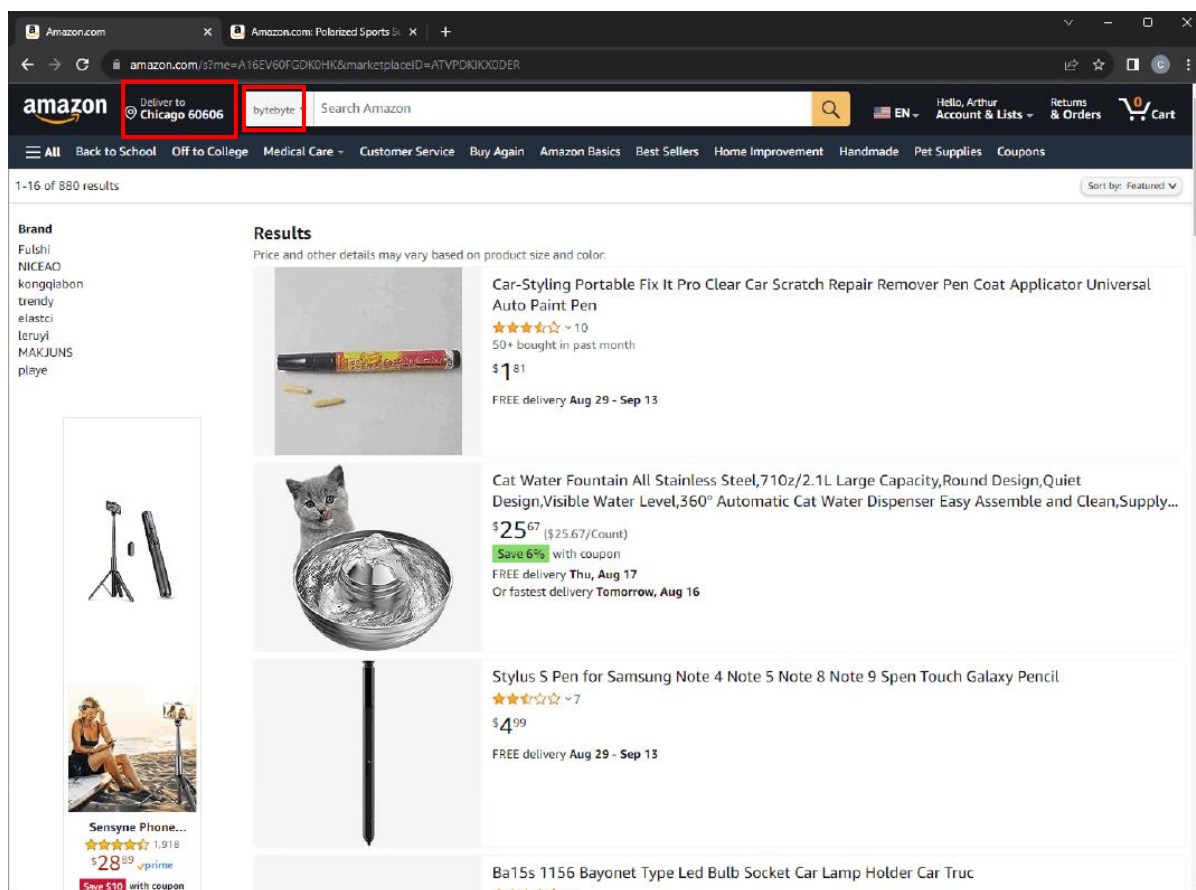 Amazon.com
Amazon.com: Polarized Sports Su
amazon.com/s?me=A16EV60FGDK0HK&marketplaceID=ATVPDKIKX0DER
amazon
Deliver to
Chicago 60606
bytebyte
Search Amazon
EN
Hello, Arthur
Account & Lists
Returns
& Orders
0
Cart
All Back to School Off to College Medical Care Customer Service Buy Again Amazon Basics Best Sellers Home Improvement Handmade Pet Supplies Coupons
1-16 of 880 results
Sort by: Featured
Brand
Fulshi
NICEAO
kongqiabon
trendy
elastci
leruyi
MAKJUNS
playe
Results
Price and other details may vary based on product size and color.
Car-Styling Portable Fix It Pro Clear Car Scratch Repair Remover Pen Coat Applicator Universal
Auto Paint Pen
10
50+ bought in past month
$1 81
FREE delivery Aug 29 - Sep 13
Cat Water Fountain All Stainless Steel,71Oz/2.1L Large Capacity,Round Design,Quiet
Design,Visible Water Level,360° Automatic Cat Water Dispenser Easy Assemble and Clean,Supply...
$25 67 ($25.67/Count)
Save 6% with coupon
FREE delivery Thu, Aug 17
Or fastest delivery Tomorrow, Aug 16
Stylus S Pen for Samsung Note 4 Note 5 Note 8 Note 9 Spen Touch Galaxy Pencil
7
$4 99
FREE delivery Aug 29 - Sep 13
Ba15s 1156 Bayonet Type Led Bulb Socket Car Lamp Holder Car Truc
Sensyne Phone...
1,918
$28 89 prime
Save $10 with coupon